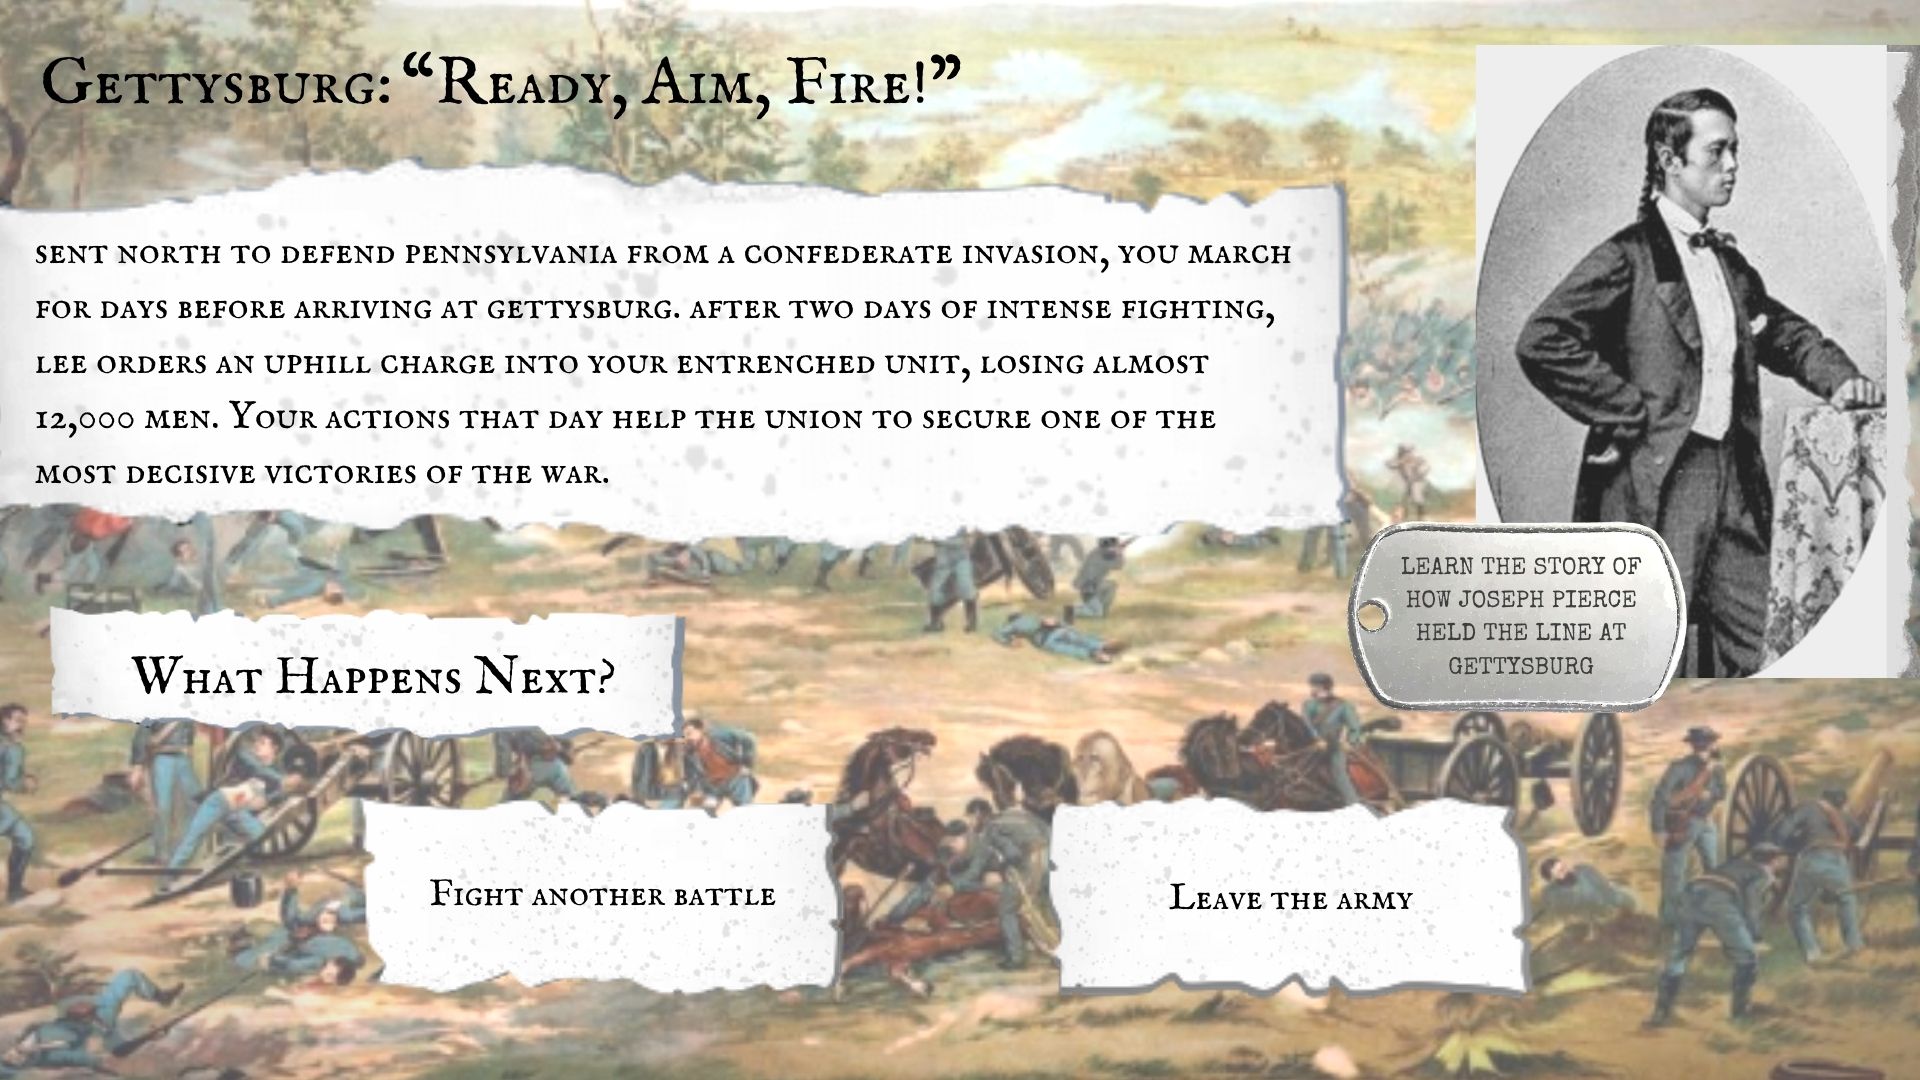 Gettysburg: “Ready, Aim, Fire!”
sent north to defend Pennsylvania from a Confederate invasion, you march
for days before arriving at Gettysburg. after two days of intense fighting,
lee orders an uphill charge into your entrenched unit, losing almost
12,000 men. Your actions that day help the union to secure one of the
most decisive victories of the war.
LEARN THE STORY OF
HOW JOSEPH PIERCE
HELD THE LINE AT
GETTYSBURG
What Happens Next?
Fight another battle
Leave the army